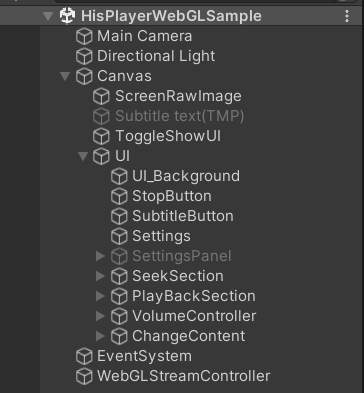 HisPlayerWebGLSample
Main Camera
Directional Light
Canvas
ScreenRawImage
Subtitle text(TMP)
ToggleShowUI
UI
UI_Background
StopButton
SubtitleButton
Settings
SettingsPanel
SeekSection
PlayBackSection
VolumeController
ChangeContent
EventSystem
WebGLStreamController